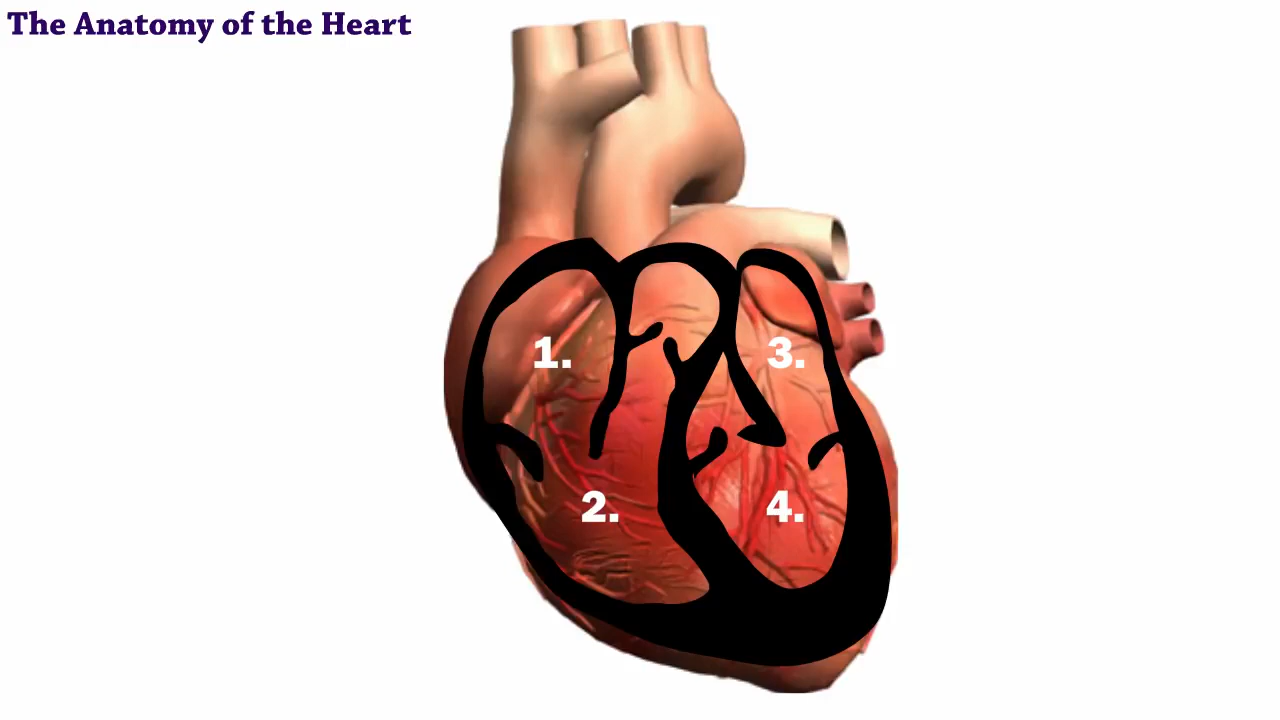 The Anatomy of the Heart
1.
3.
2.
4.